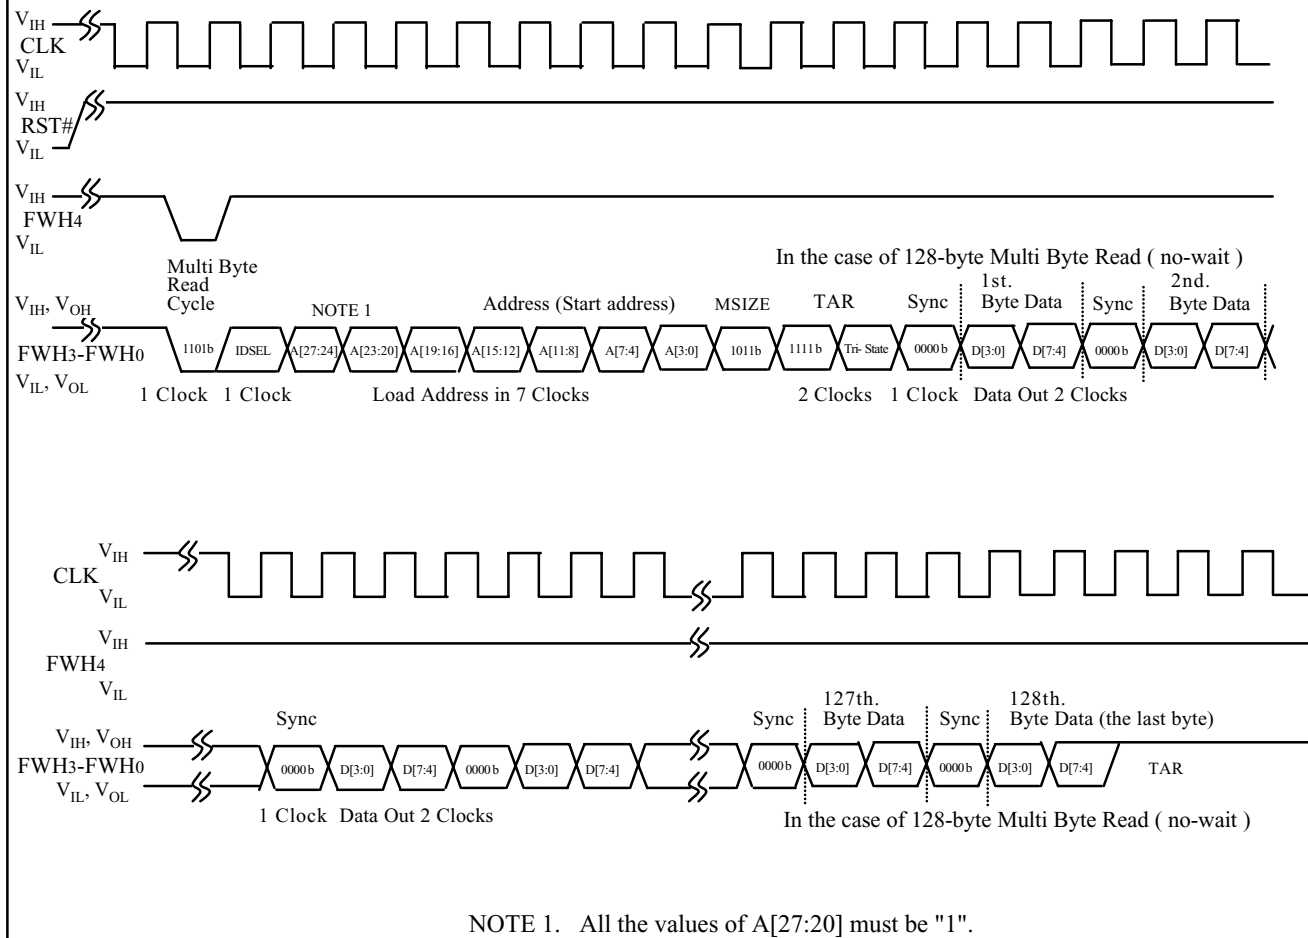 VIH
CLK
VIL
VIH
RST#
VIL
VIH
FWH4
VIL
In the case of 128-byte Multi Byte Read ( no-wait )
Multi Byte
Read
Cycle
NOTE 1
Address (Start address)
MSIZE
TAR
Sync
1st.
Byte Data
Sync
2nd.
Byte Data
VIH, VOH
FWH3-FWH0
VIL, VOL
1101b IDSEL A[27:24] A[23:20] A[19:16] A[15:12] A[11:8] A[7:4] A[3:0] 1011b 1111b Tri-State 0000b D[3:0] D[7:4] 0000b D[3:0] D[7:4]
1 Clock 1 Clock Load Address in 7 Clocks 2 Clocks 1 Clock Data Out 2 Clocks
VIH
CLK
VIL
VIH
FWH4
VIL
Sync
Sync
127th.
Byte Data
Sync
128th.
Byte Data (the last byte)
VIH, VOH
FWH3-FWH0
VIL, VOL
0000b D[3:0] D[7:4] 0000b D[3:0] D[7:4] 0000b D[3:0] D[7:4] 0000b D[3:0] D[7:4] TAR
1 Clock Data Out 2 Clocks
In the case of 128-byte Multi Byte Read ( no-wait )
NOTE 1. All the values of A[27:20] must be "1".